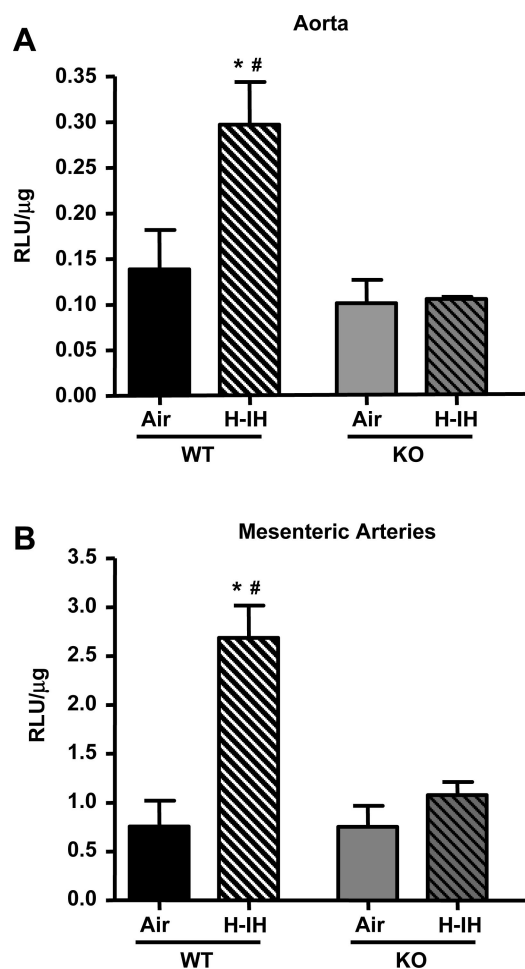 A
Aorta
* #
RLU/μg
0.35
0.30
0.25
0.20
0.15
0.10
0.05
0.00
Air H-IH Air H-IH
WT KO
B
Mesenteric Arteries
* #
RLU/μg
3.5
3.0
2.5
2.0
1.5
1.0
0.5
0.0
Air H-IH Air H-IH
WT KO